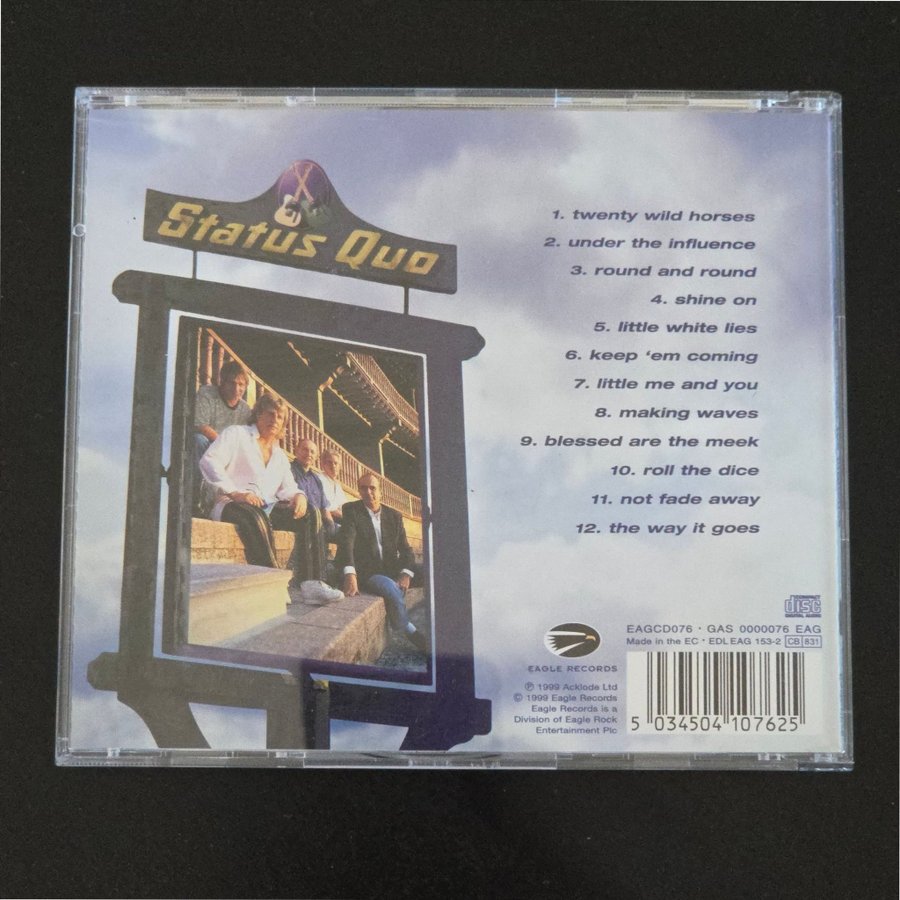 Status Quo
1. twenty wild horses
2. under the influence
3. round and round
4. shine on
5. little white lies
6. keep ‘em coming
7. little me and you
8. making waves
9. blessed are the meek
10. roll the dice
11. not fade away
12. the way it goes
COMPACT
disc
DIGITAL AUDIO
EAGCD076 · GAS 0000076 EAG
Made in the EC · EDL EAG 153-2 CB 831
EAGLE RECORDS
℗ 1999 Acklode Ltd
© 1999 Eagle Records
Eagle Records is a
Division of Eagle Rock
Entertainment Plc
5 034504 107625